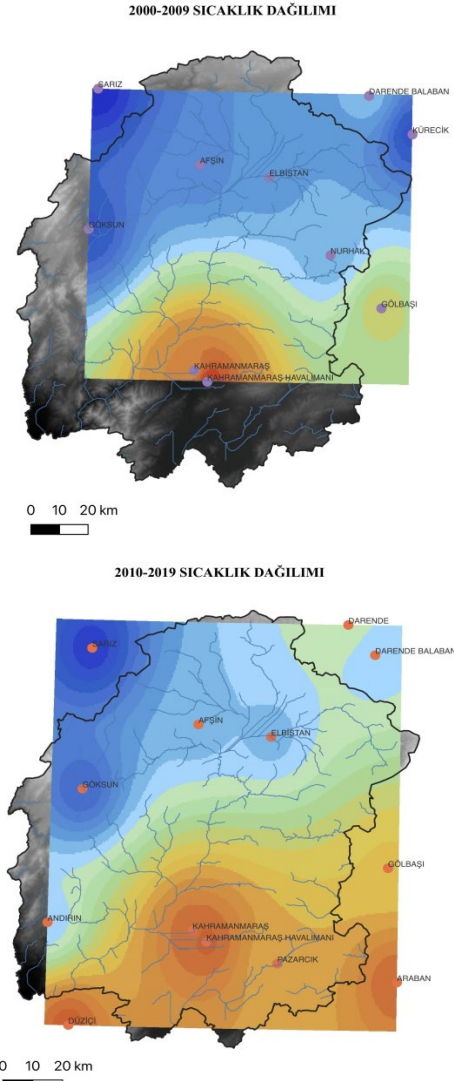 2000-2009 SICAKLIK DAĞILIMI
SARIZ
DARENDE BALABAN
KÜRECİK
AFŞİN
ELBİSTAN
GÖKSUN
NURHAK
GÖLBAŞI
KAHRAMANMARAŞ
KAHRAMANMARAŞ HAVALİMANI
0 10 20 km
2010-2019 SICAKLIK DAĞILIMI
DARENDE
SARIZ
DARENDE BALABAN
AFŞİN
ELBİSTAN
GÖKSUN
GÖLBAŞI
ANDIRIN
KAHRAMANMARAŞ
KAHRAMANMARAŞ HAVALİMANI
PAZARCIK
ARABAN
DÜZİÇİ
0 10 20 km